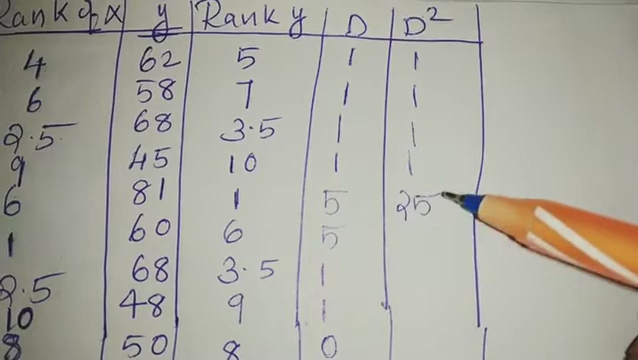 Rank of x y Rank y D D²
4 62 5 1 1
6 58 7 1 1
2.5 68 3.5 1 1
9 45 10 1 1
6 81 1 5 25
1 60 6 5
2.5 68 3.5 1
10 48 9 1
8 50 8 0